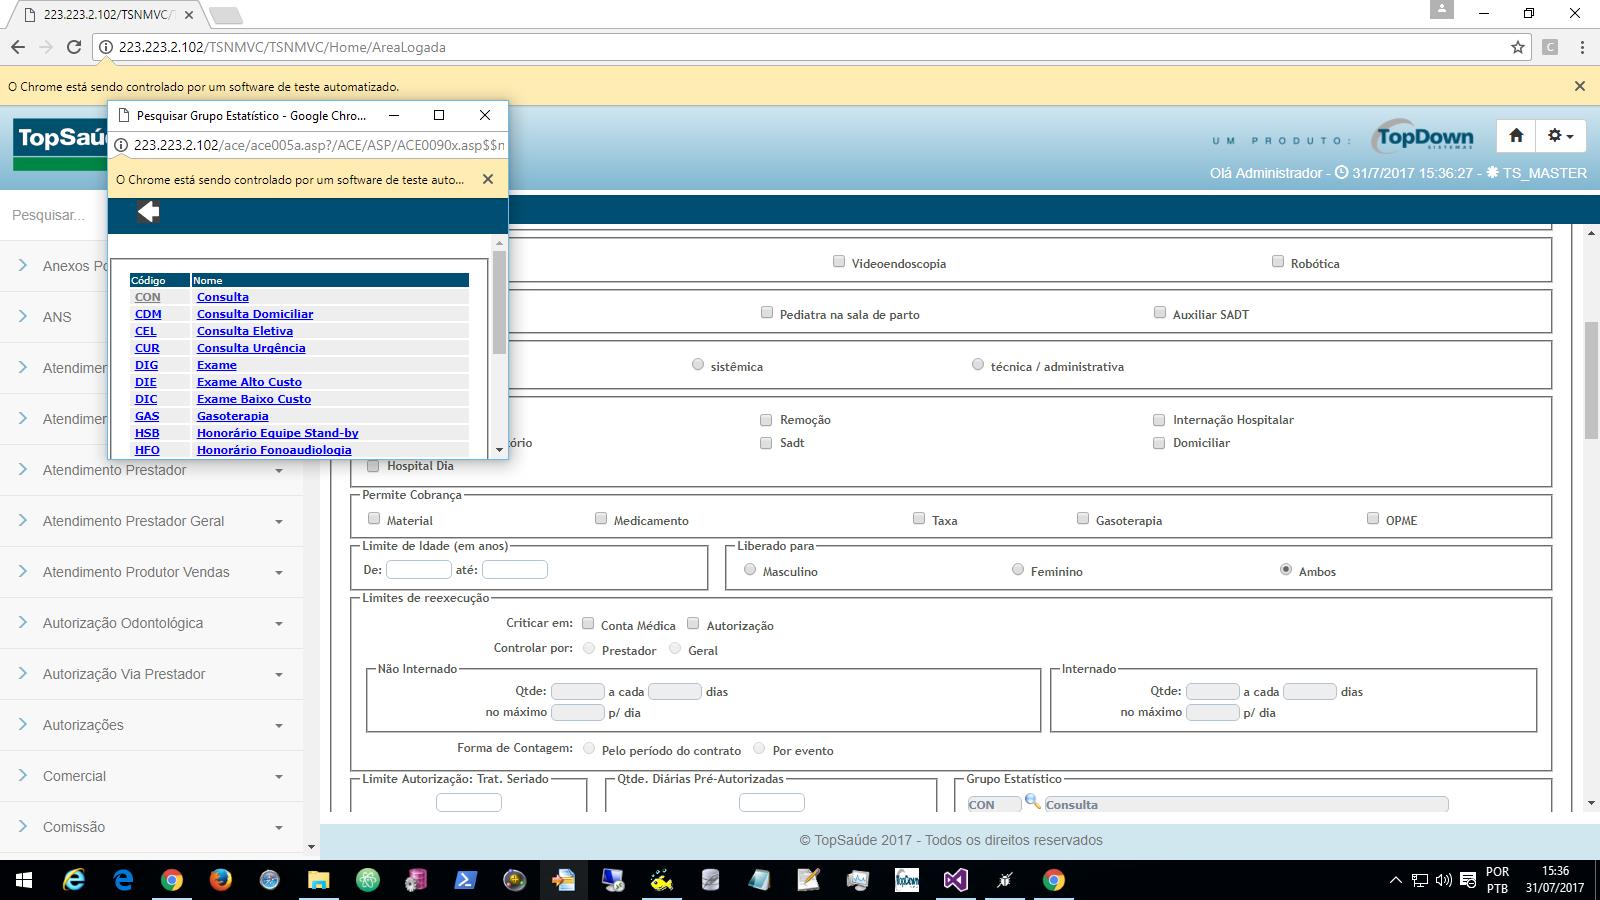 223.223.2.102/TSNMVC/T
223.223.2.102/TSNMVC/TSNMVC/Home/AreaLogada
C
O Chrome está sendo controlado por um software de teste automatizado.
Pesquisar Grupo Estatístico - Google Chro...
223.223.2.102/ace/ace005a.asp?/ACE/ASP/ACE0090x.asp$$n
O Chrome está sendo controlado por um software de teste auto...
TopSaúd
UM PRODUTO:
TopDown
SISTEMAS
Olá Administrador - 31/7/2017 15:36:27 - TS_MASTER
Pesquisar...
Anexos Po
ANS
Atendimen
Atendimen
Atendimento Prestador
Atendimento Prestador Geral
Atendimento Produtor Vendas
Autorização Odontológica
Autorização Via Prestador
Autorizações
Comercial
Comissão
Código Nome
CON Consulta
CDM Consulta Domiciliar
CEL Consulta Eletiva
CUR Consulta Urgência
DIG Exame
DIE Exame Alto Custo
DIC Exame Baixo Custo
GAS Gasoterapia
HSB Honorário Equipe Stand-by
HFO Honorário Fonoaudiologia
Videoendoscopia Robótica
Pediatra na sala de parto Auxiliar SADT
sistêmica técnica / administrativa
Remoção Internação Hospitalar
tório Sadt Domiciliar
Hospital Dia
Permite Cobrança
Material Medicamento Taxa Gasoterapia OPME
Limite de Idade (em anos) Liberado para
De: até: Masculino Feminino Ambos
Limites de reexecução
Criticar em: Conta Médica Autorização
Controlar por: Prestador Geral
Não Internado Internado
Qtde: a cada dias Qtde: a cada dias
no máximo p/ dia no máximo p/ dia
Forma de Contagem: Pelo período do contrato Por evento
Limite Autorização: Trat. Seriado Qtde. Diárias Pré-Autorizadas Grupo Estatístico
CON Consulta
© TopSaúde 2017 - Todos os direitos reservados
TopDown
POR
PTB
15:36
31/07/2017